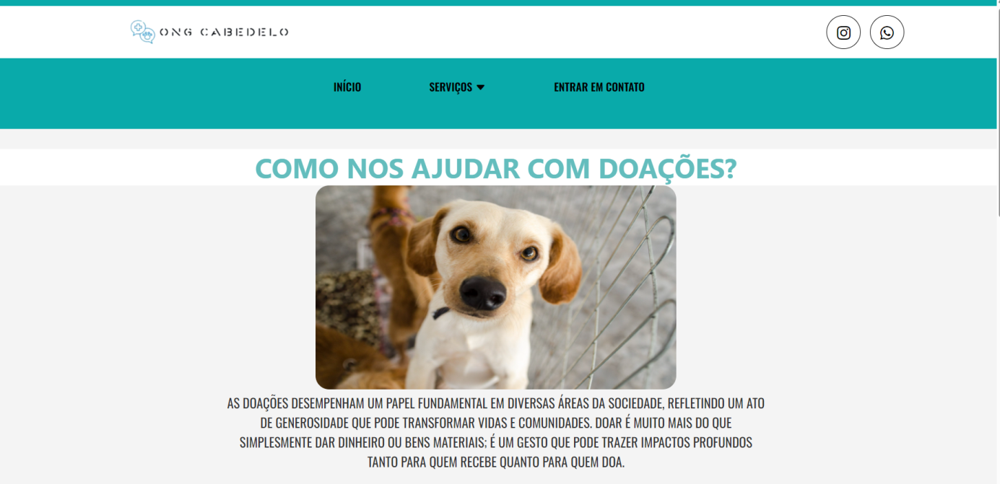 ONG CABEDELO
INÍCIO SERVIÇOS ENTRAR EM CONTATO
COMO NOS AJUDAR COM DOAÇÕES?
AS DOAÇÕES DESEMPENHAM UM PAPEL FUNDAMENTAL EM DIVERSAS ÁREAS DA SOCIEDADE, REFLETINDO UM ATO
DE GENEROSIDADE QUE PODE TRANSFORMAR VIDAS E COMUNIDADES. DOAR É MUITO MAIS DO QUE
SIMPLESMENTE DAR DINHEIRO OU BENS MATERIAIS; É UM GESTO QUE PODE TRAZER IMPACTOS PROFUNDOS
TANTO PARA QUEM RECEBE QUANTO PARA QUEM DOA.